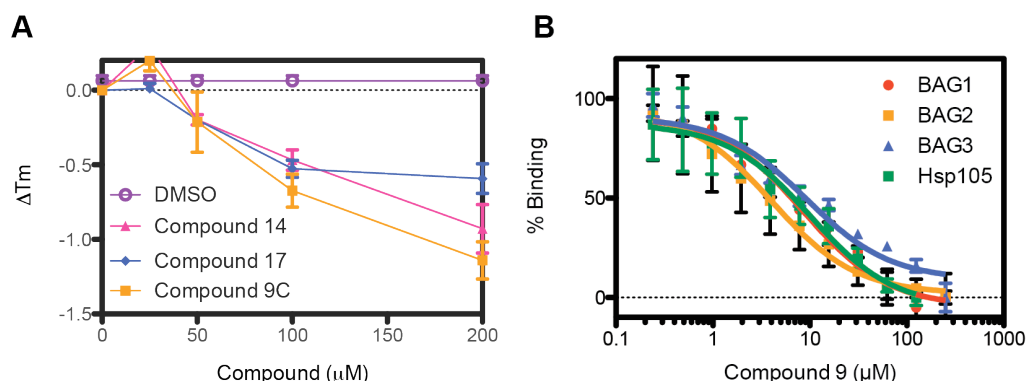 A
ΔTm
0.0
-0.5
-1.0
-1.5
DMSO
Compound 14
Compound 17
Compound 9C
0 50 100 150 200
Compound (μM)
B
% Binding
100
50
0
BAG1
BAG2
BAG3
Hsp105
0.1 1 10 100 1000
Compound 9 (μM)